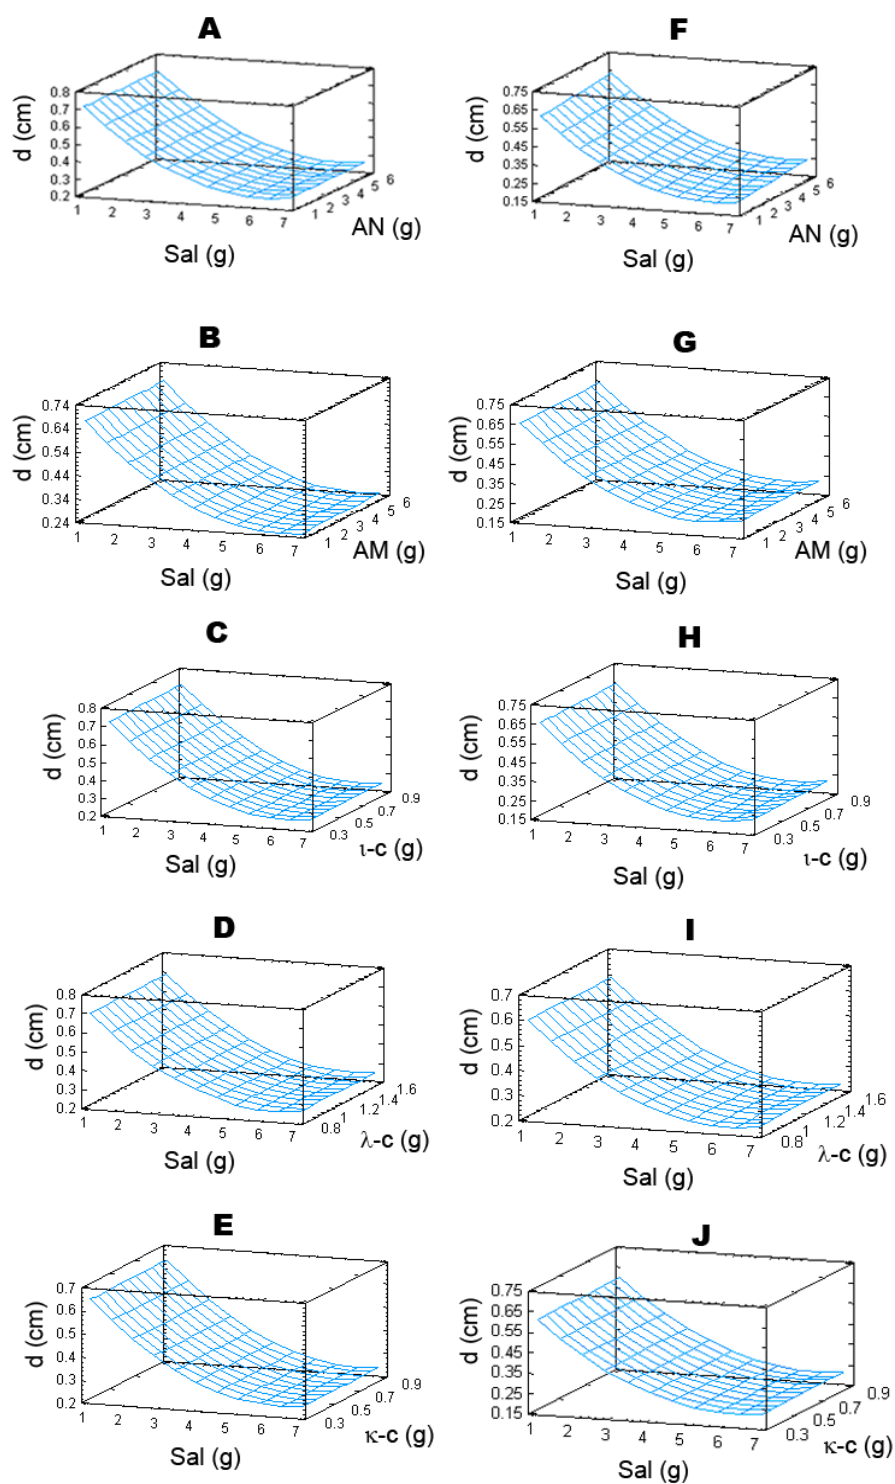 A
F
0.8
0.7
0.6
0.5
0.4
0.3
0.2
d (cm)
1 2 3 4 5 6 7
Sal (g)
1 2 3 4 5 6
AN (g)
0.75
0.65
0.55
0.45
0.35
0.25
0.15
d (cm)
1 2 3 4 5 6 7
Sal (g)
1 2 3 4 5 6
AN (g)
B
G
0.74
0.64
0.54
0.44
0.34
0.24
d (cm)
1 2 3 4 5 6 7
Sal (g)
1 2 3 4 5 6
AM (g)
0.75
0.65
0.55
0.45
0.35
0.25
0.15
d (cm)
1 2 3 4 5 6 7
Sal (g)
1 2 3 4 5 6
AM (g)
C
H
0.8
0.7
0.6
0.5
0.4
0.3
0.2
d (cm)
1 2 3 4 5 6 7
Sal (g)
0.3 0.5 0.7 0.9
ι-c (g)
0.75
0.65
0.55
0.45
0.35
0.25
0.15
d (cm)
1 2 3 4 5 6 7
Sal (g)
0.3 0.5 0.7 0.9
ι-c (g)
D
I
0.8
0.7
0.6
0.5
0.4
0.3
0.2
d (cm)
1 2 3 4 5 6 7
Sal (g)
0.8 1 1.2 1.4 1.6
λ-c (g)
0.7
0.6
0.5
0.4
0.3
0.2
d (cm)
1 2 3 4 5 6 7
Sal (g)
0.8 1 1.2 1.4 1.6
λ-c (g)
E
J
0.7
0.6
0.5
0.4
0.3
0.2
d (cm)
1 2 3 4 5 6 7
Sal (g)
0.3 0.5 0.7 0.9
κ-c (g)
0.75
0.65
0.55
0.45
0.35
0.25
0.15
d (cm)
1 2 3 4 5 6 7
Sal (g)
0.3 0.5 0.7 0.9
κ-c (g)